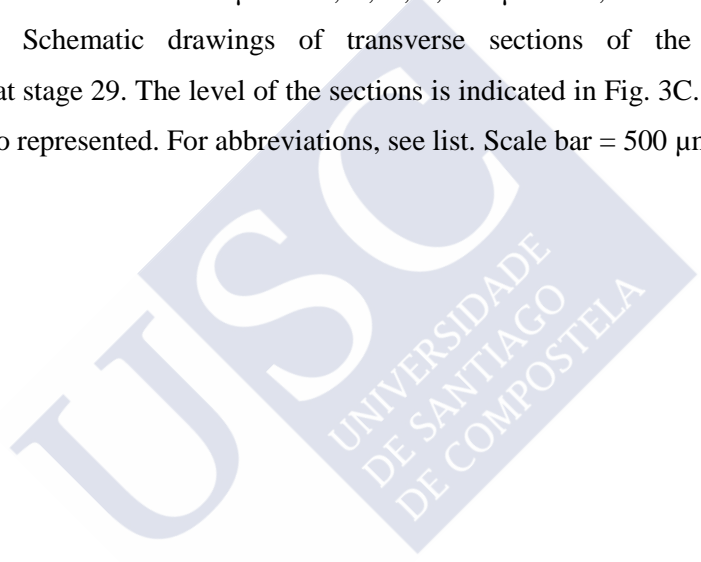 Schematic drawings of transverse sections of the
at stage 29. The level of the sections is indicated in Fig. 3C.
represented. For abbreviations, see list. Scale bar = 500
USC
UNIVERSIDADE
DE SANTIAGO
DE COMPOSTELA